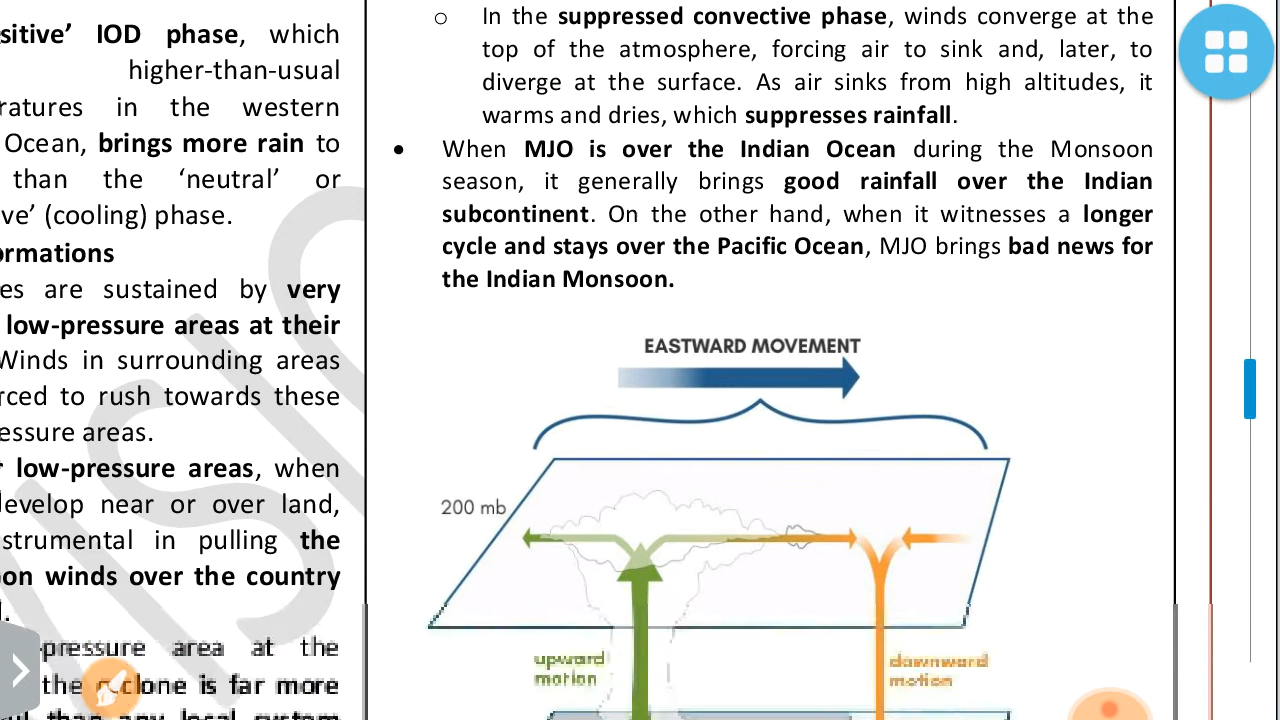 sitive’ IOD phase, which
higher-than-usual
ratures in the western
Ocean, brings more rain to
than the ‘neutral’ or
ve’ (cooling) phase.
ormations
es are sustained by very
low-pressure areas at their
Winds in surrounding areas
rced to rush towards these
essure areas.
r low-pressure areas, when
develop near or over land,
strumental in pulling the
on winds over the country
-pressure area at the
the cyclone is far more
than any local system
o In the suppressed convective phase, winds converge at the
top of the atmosphere, forcing air to sink and, later, to
diverge at the surface. As air sinks from high altitudes, it
warms and dries, which suppresses rainfall.
• When MJO is over the Indian Ocean during the Monsoon
season, it generally brings good rainfall over the Indian
subcontinent. On the other hand, when it witnesses a longer
cycle and stays over the Pacific Ocean, MJO brings bad news for
the Indian Monsoon.
EASTWARD MOVEMENT
200 mb
upward
motion
downward
motion